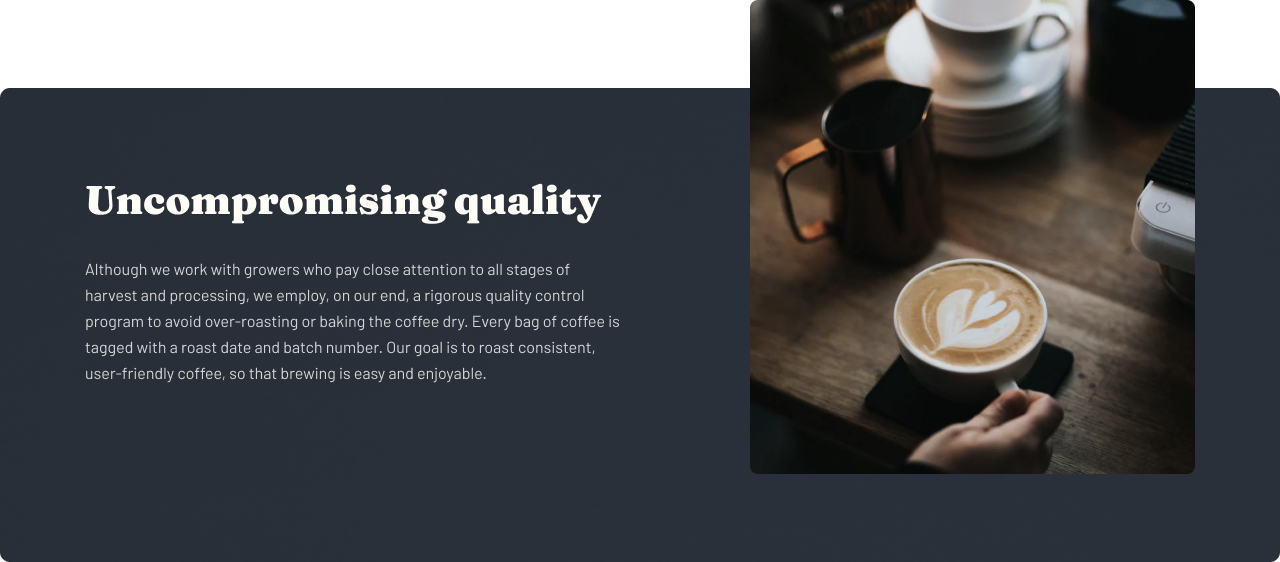 Uncompromising quality
Although we work with growers who pay close attention to all stages of
harvest and processing, we employ, on our end, a rigorous quality control
program to avoid over-roasting or baking the coffee dry. Every bag of coffee is
tagged with a roast date and batch number. Our goal is to roast consistent,
user-friendly coffee, so that brewing is easy and enjoyable.